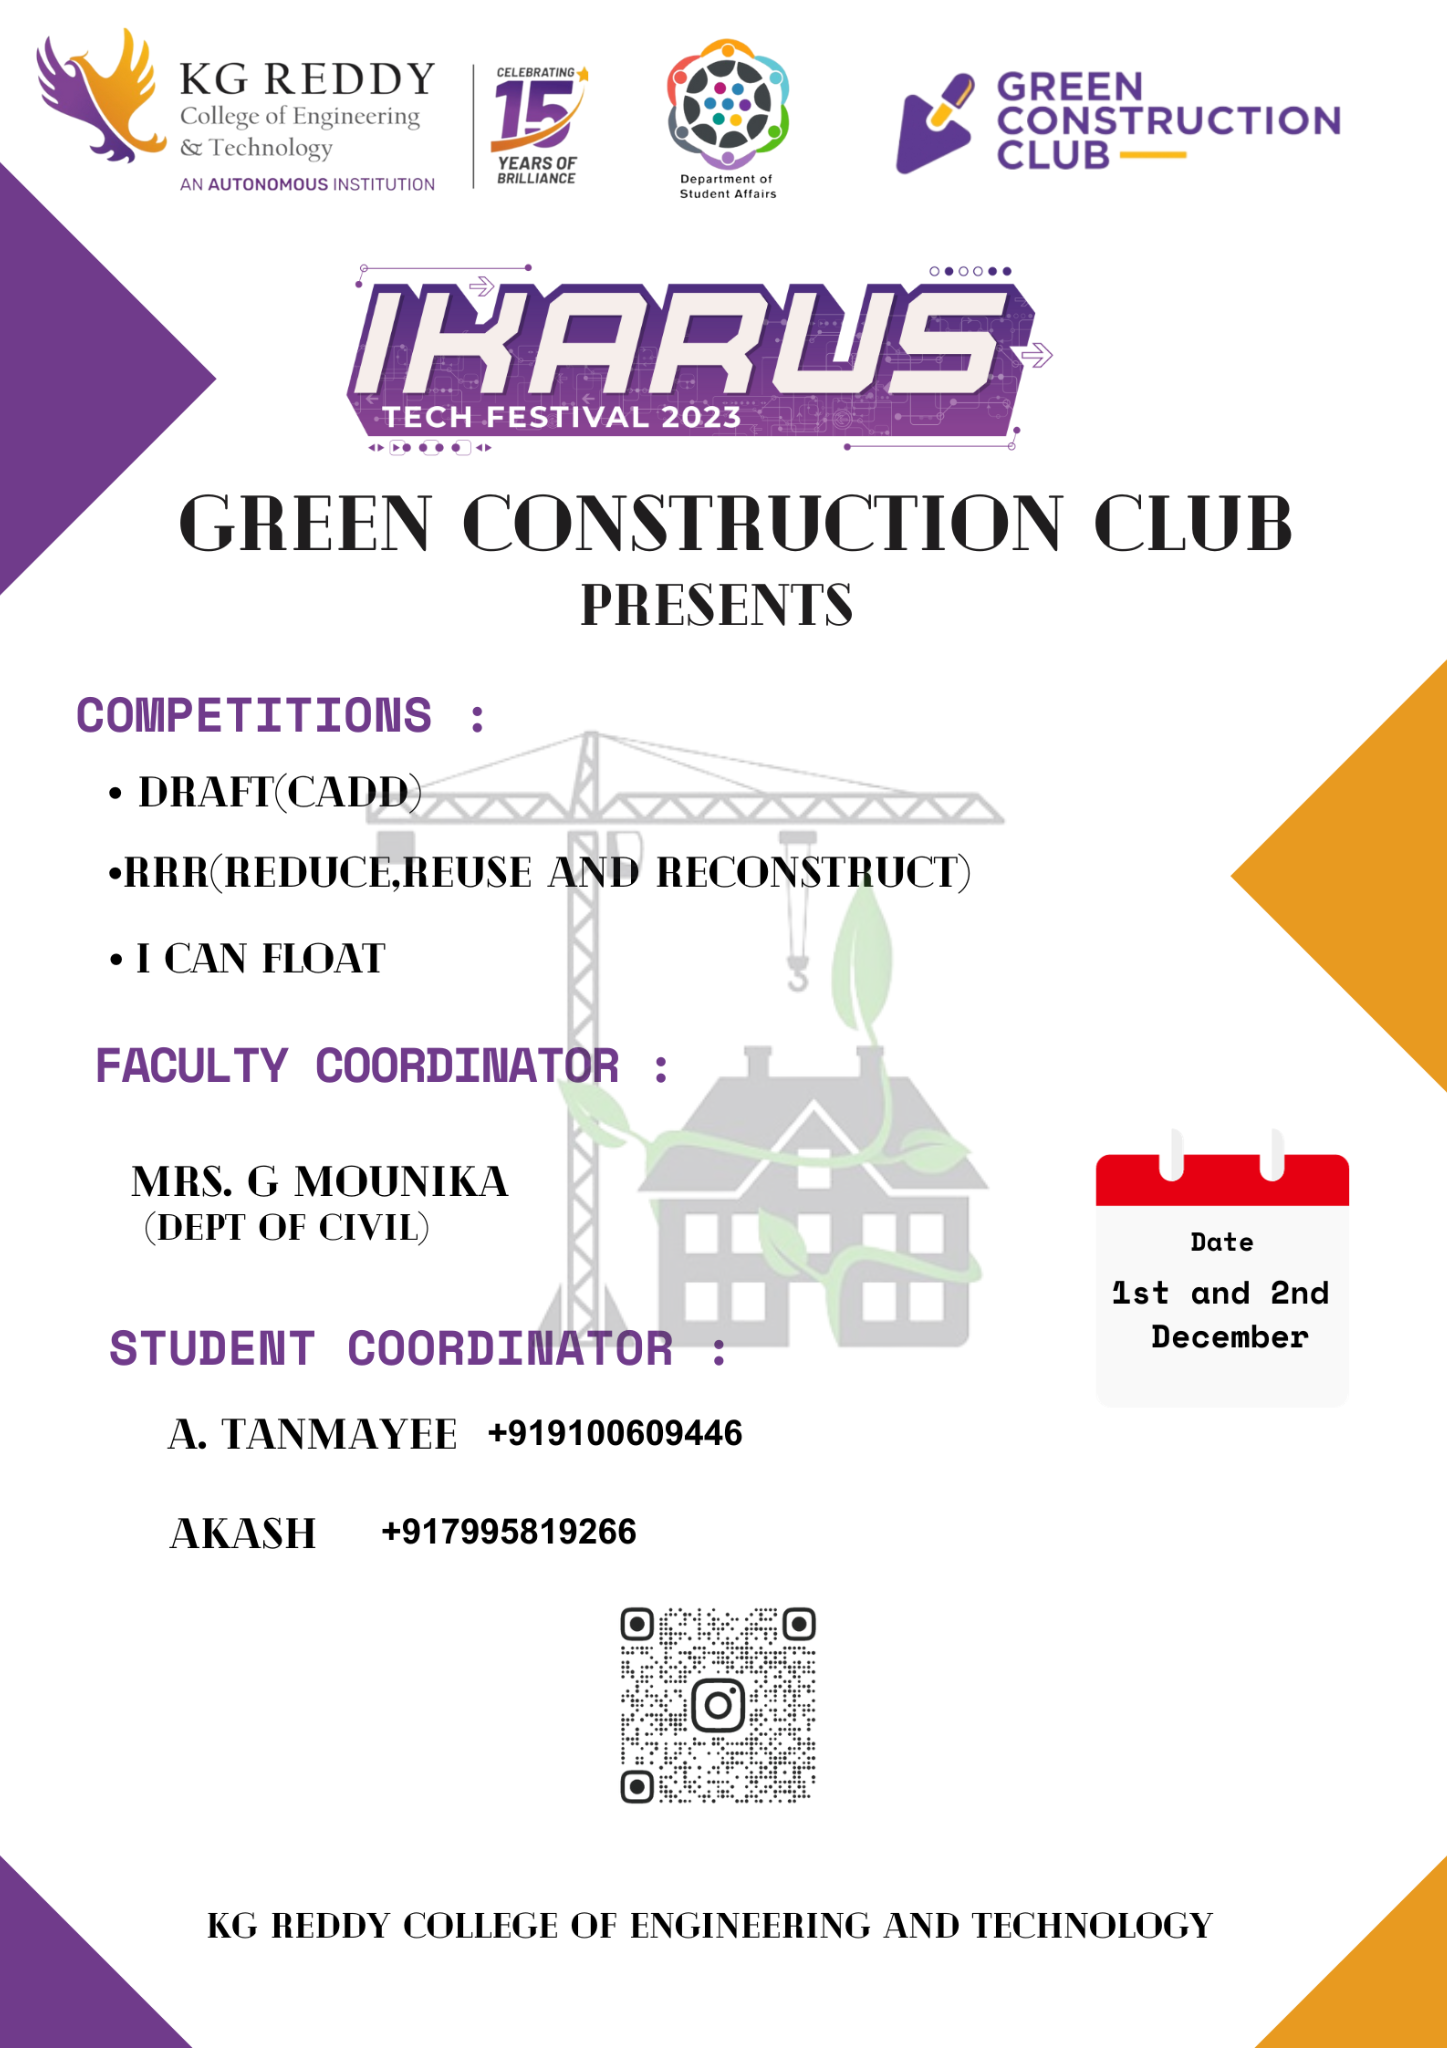 KG REDDY
College of Engineering
& Technology
AN AUTONOMOUS INSTITUTION
CELEBRATING
15
YEARS OF
BRILLIANCE
Department of
Student Affairs
GREEN
CONSTRUCTION
CLUB
IKARUS
TECH FESTIVAL 2023
GREEN CONSTRUCTION CLUB
PRESENTS
COMPETITIONS :
• DRAFT(CADD)
•RRR(REDUCE,REUSE AND RECONSTRUCT)
• I CAN FLOAT
FACULTY COORDINATOR :
MRS. G MOUNIKA
(DEPT OF CIVIL)
Date
1st and 2nd
December
STUDENT COORDINATOR :
A. TANMAYEE +919100609446
AKASH +917995819266
KG REDDY COLLEGE OF ENGINEERING AND TECHNOLOGY